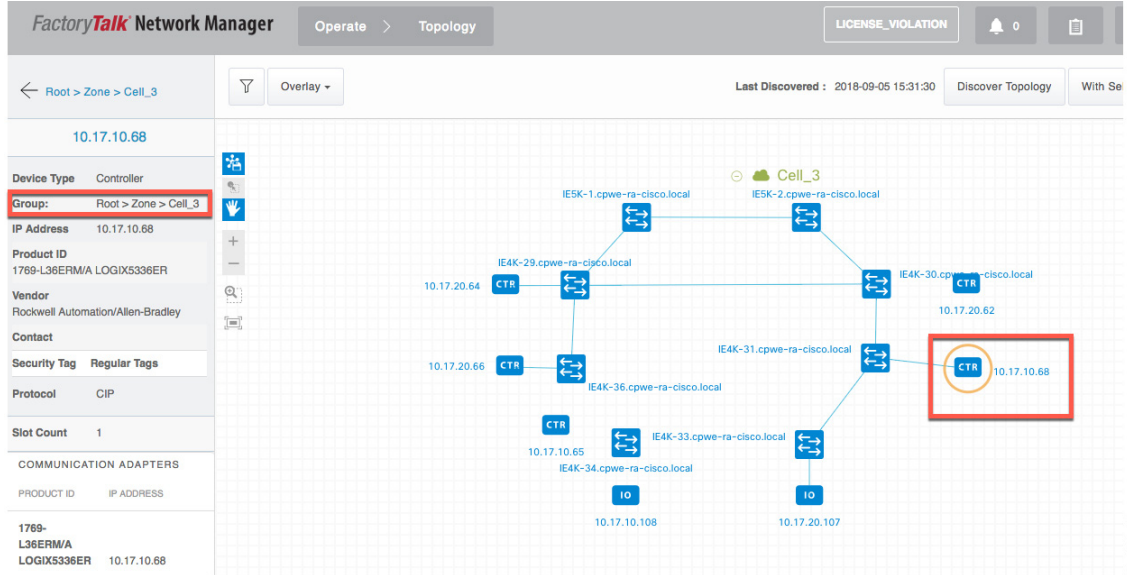 FactoryTalk Network Manager
Operate > Topology
LICENSE_VIOLATION
0
← Root > Zone > Cell_3
Overlay
Last Discovered : 2018-09-05 15:31:30
Discover Topology
With
10.17.10.68
Device Type Controller
Group: Root > Zone > Cell_3
IP Address 10.17.10.68
Product ID
1769-L36ERM/A LOGIX5336ER
Vendor
Rockwell Automation/Allen-Bradley
Contact
Security Tag Regular Tags
Protocol CIP
Slot Count 1
COMMUNICATION ADAPTERS
PRODUCT ID IP ADDRESS
1769-
L36ERM/A
LOGIX5336ER 10.17.10.68
Cell_3
IE5K-1.cpwe-ra-cisco.local
IE5K-2.cpwe-ra-cisco.local
IE4K-29.cpwe-ra-cisco.local
10.17.20.64 CTR
IE4K-30.cpwe-ra-cisco.local
CTR
10.17.20.62
IE4K-31.cpwe-ra-cisco.local
CTR 10.17.10.68
10.17.20.66 CTR
IE4K-36.cpwe-ra-cisco.local
CTR
10.17.10.65
IE4K-33.cpwe-ra-cisco.local
IE4K-34.cpwe-ra-cisco.local
IO
10.17.10.108
IO
10.17.20.107